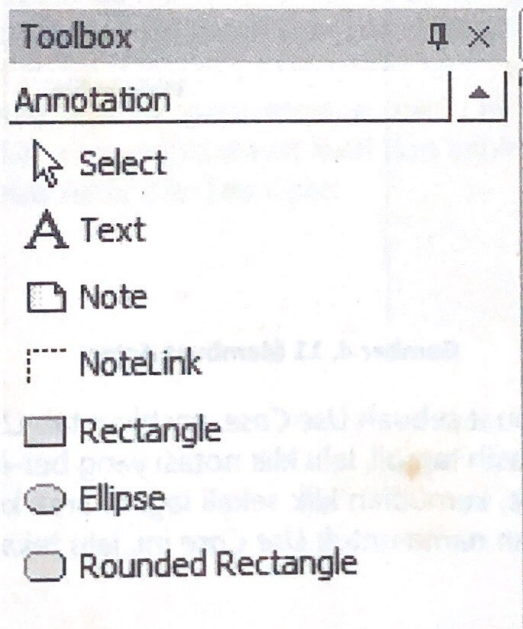 Toolbox
Annotation
Select
Text
Note
NoteLink
Rectangle
Ellipse
Rounded Rectangle